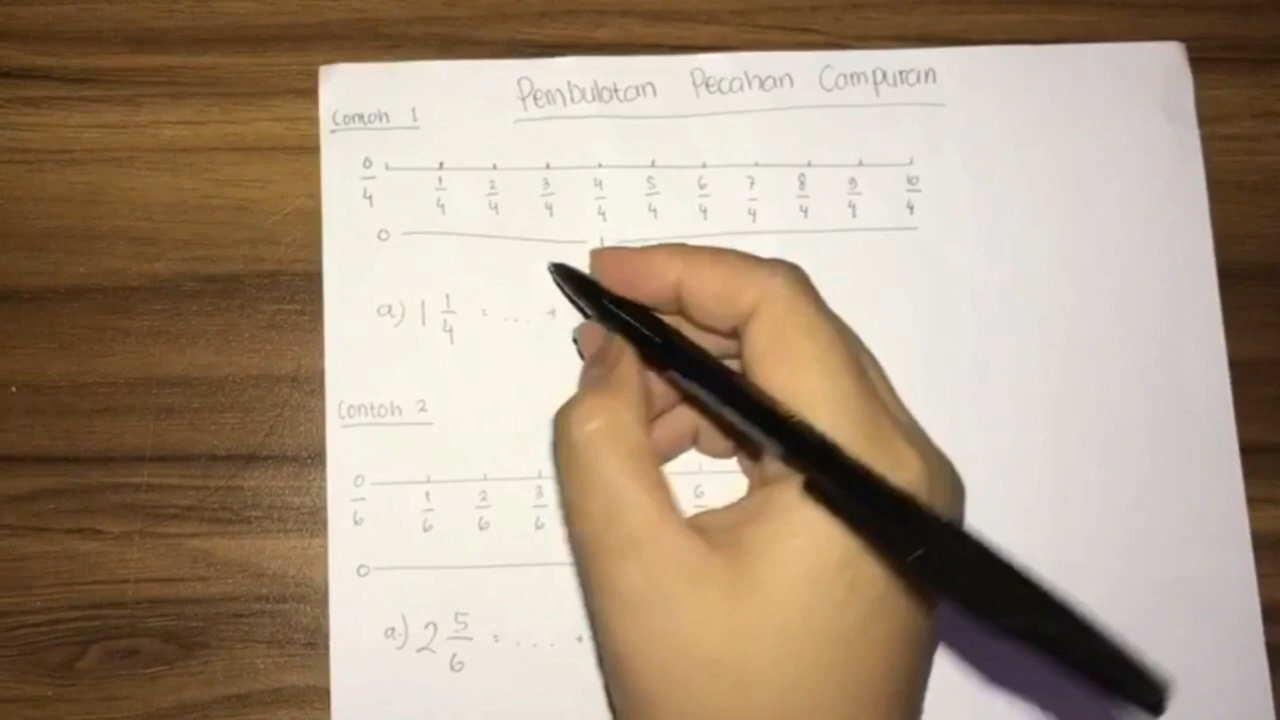 Pembulatan Pecahan Campuran
Contoh 1
0/4 1/4 2/4 3/4 4/4 5/4 6/4 7/4 8/4 9/4 10/4
0 1
a) 1 1/4 = ... +
Contoh 2
0/6 1/6 2/6 3/6 6
0
a.) 2 5/6 = .... +